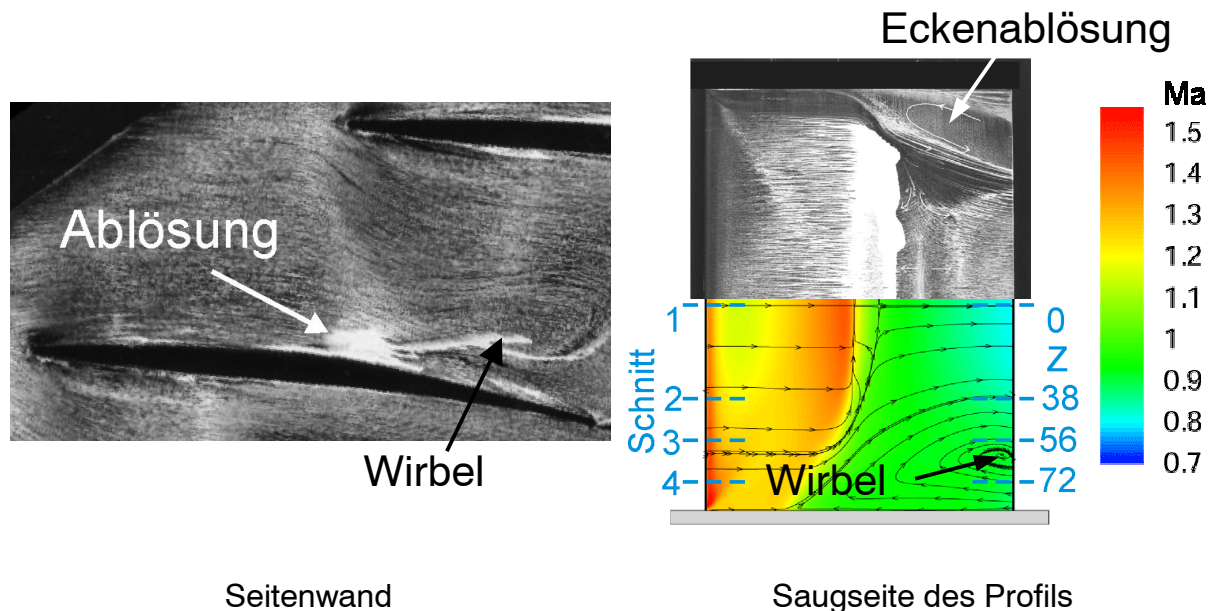 Eckenablösung
Ablösung
Wirbel
Ma
1.5
1.4
1.3
1.2
1.1
1
0.9
0.8
0.7
Schnitt
1
2
3
4
0
z
38
56
72
Wirbel
Seitenwand
Saugseite des Profils